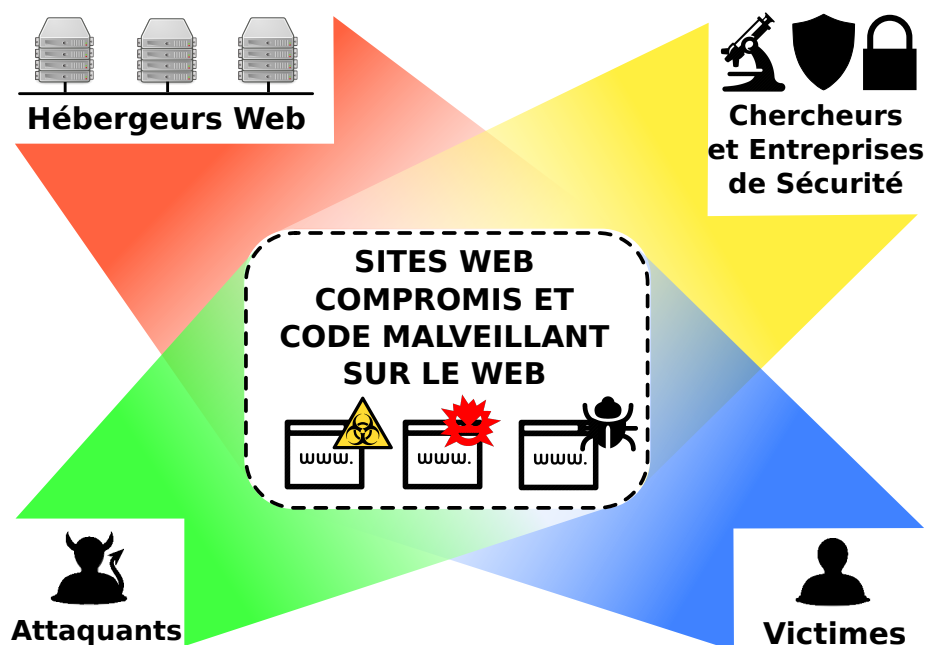 Hébergeurs Web
Chercheurs
et Entreprises
de Sécurité
SITES WEB
COMPROMIS ET
CODE MALVEILLANT
SUR LE WEB
www.
www.
www.
Attaquants
Victimes